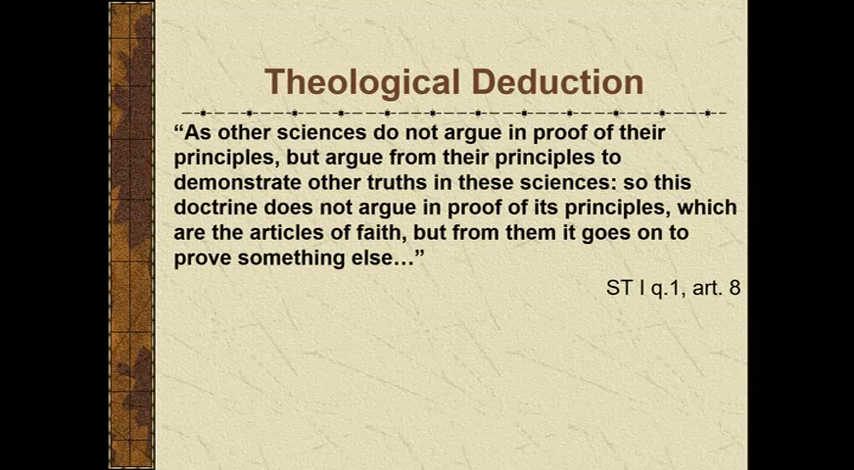 Theological Deduction
“As other sciences do not argue in proof of their
principles, but argue from their principles to
demonstrate other truths in these sciences: so this
doctrine does not argue in proof of its principles, which
are the articles of faith, but from them it goes on to
prove something else…”
ST I q.1, art. 8